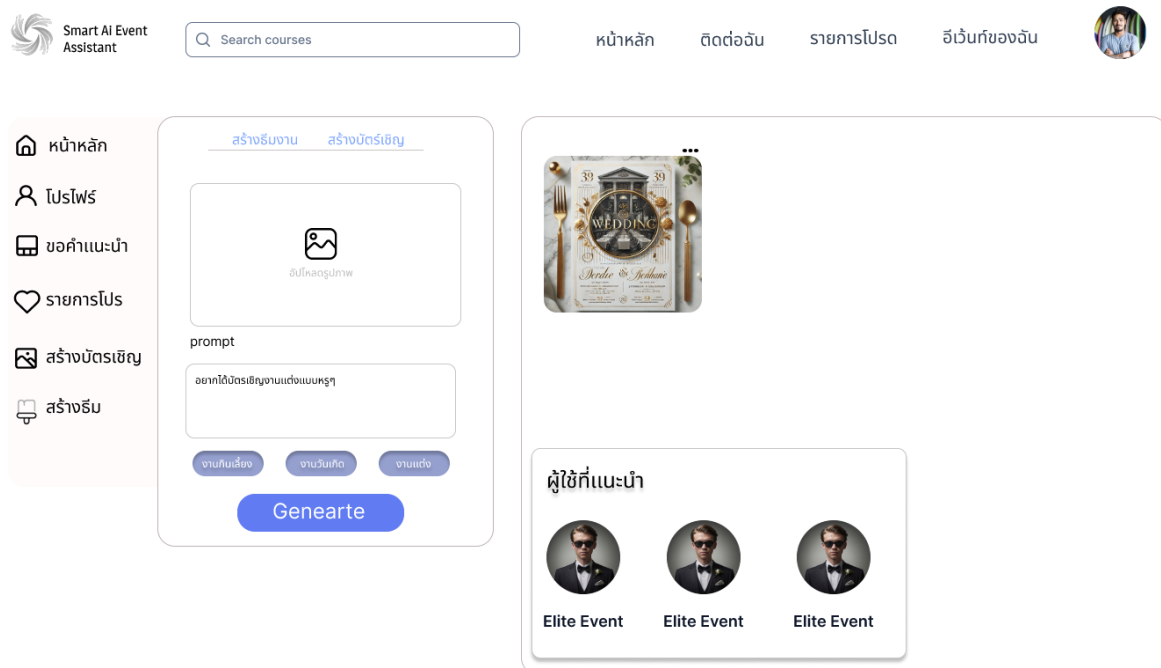 Smart Ai Event
Assistant
Search courses
หน้าหลัก
ติดต่อฉัน
รายการโปรด
อีเว้นท์ของฉัน
หน้าหลัก
โปรไฟร์
ขอคำแนะนำ
รายการโปร
สร้างบัตรเชิญ
สร้างธีม
สร้างธีมงาน สร้างบัตร์เชิญ
อัปโหลดรูปภาพ
prompt
อยากได้บัตรเชิญงานแต่งแบบหรูๆ
งานกินเลี้ยง งานวันเกิด งานแต่ง
Genearte
39 39
WEDDING
ผู้ใช้ที่แนะนำ
Elite Event Elite Event Elite Event